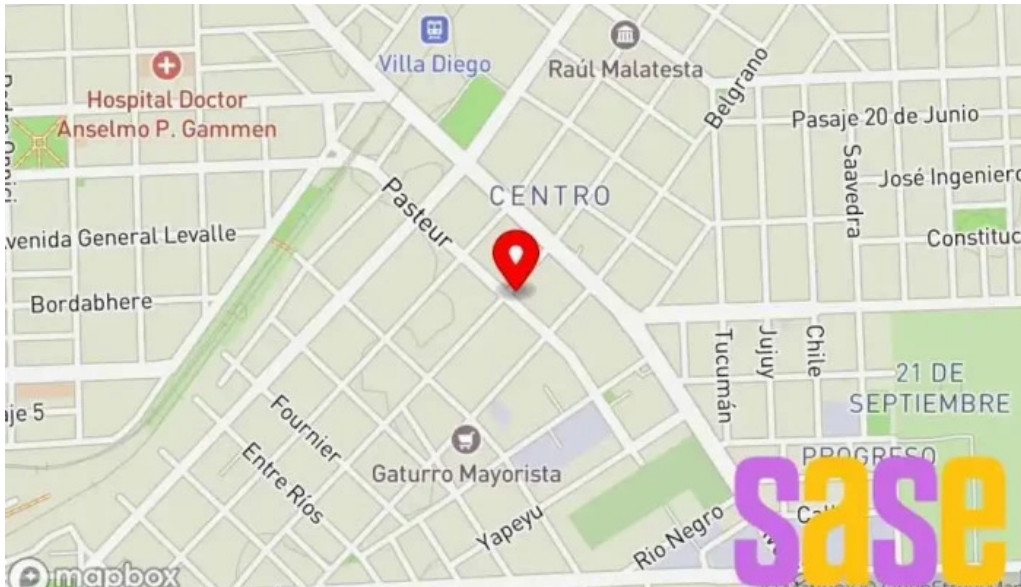 Villa Diego
Raúl Malatesta
Belgrano
Hospital Doctor
Anselmo P. Gammen
Pasaje 20 de Junio
Saavedra
José Ingeniero
Pasteur
CENTRO
venida General Levalle
Constituc
Bordabhere
Tucumán
Jujuy
Chile
21 DE
SEPTIEMBRE
aje 5
Fournier
Entre Ríos
Gaturro Mayorista
PROGRESO
Yapeyu
Rio Negro
sase
mapbox